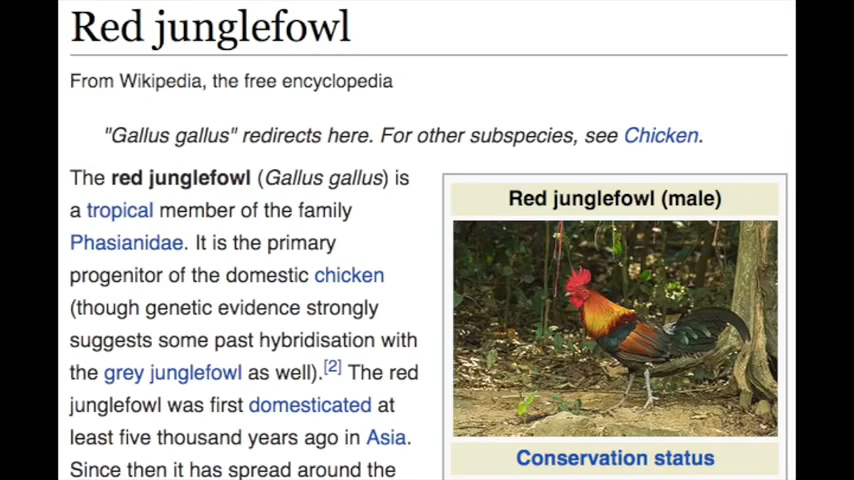 Red junglefowl
From Wikipedia, the free encyclopedia
"Gallus gallus" redirects here. For other subspecies, see Chicken.
The red junglefowl (Gallus gallus) is
a tropical member of the family
Phasianidae. It is the primary
progenitor of the domestic chicken
(though genetic evidence strongly
suggests some past hybridisation with
the grey junglefowl as well).[2] The red
junglefowl was first domesticated at
least five thousand years ago in Asia.
Since then it has spread around the
Red junglefowl (male)
Conservation status